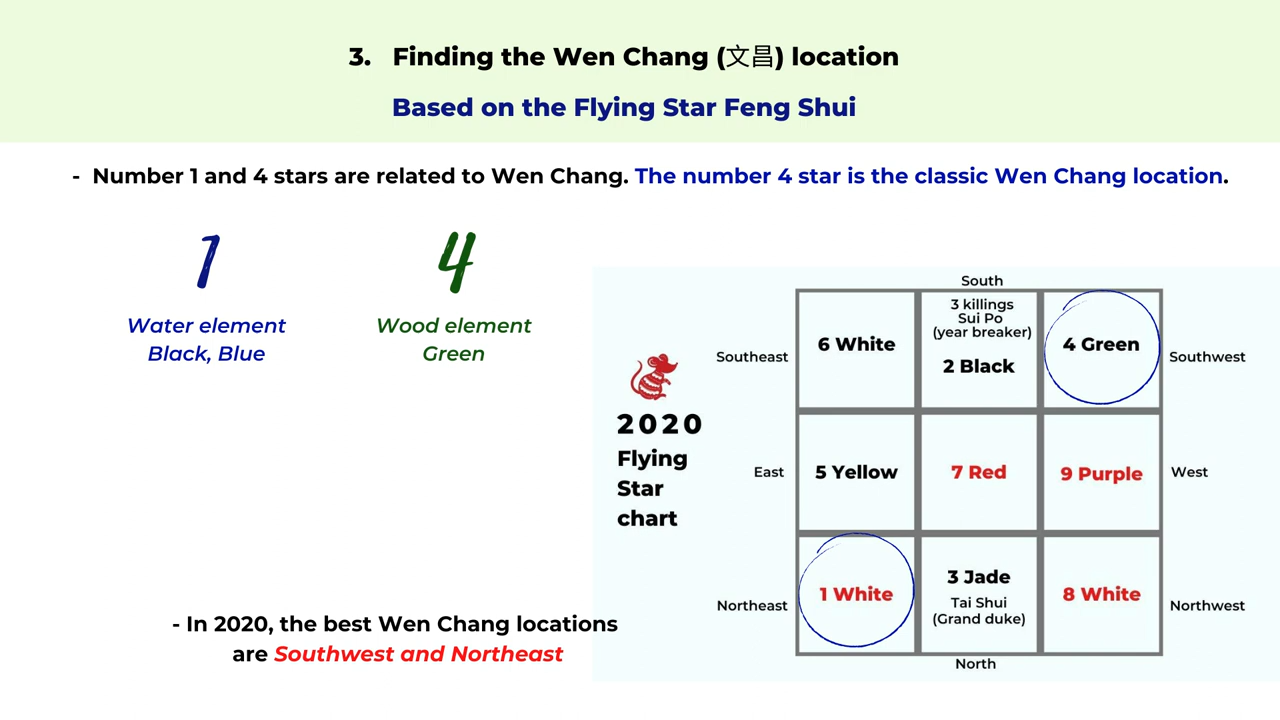 3. Finding the Wen Chang (文昌) location
Based on the Flying Star Feng Shui
- Number 1 and 4 stars are related to Wen Chang. The number 4 star is the classic Wen Chang location.
1
Water element
Black, Blue
4
Wood element
Green
2020
Flying
Star
chart
South
Southeast
6 White
3 killings
Sui Po
(year breaker)
2 Black
4 Green
Southwest
East
5 Yellow
7 Red
9 Purple
West
Northeast
1 White
3 Jade
Tai Shui
(Grand duke)
8 White
Northwest
North
- In 2020, the best Wen Chang locations
are Southwest and Northeast